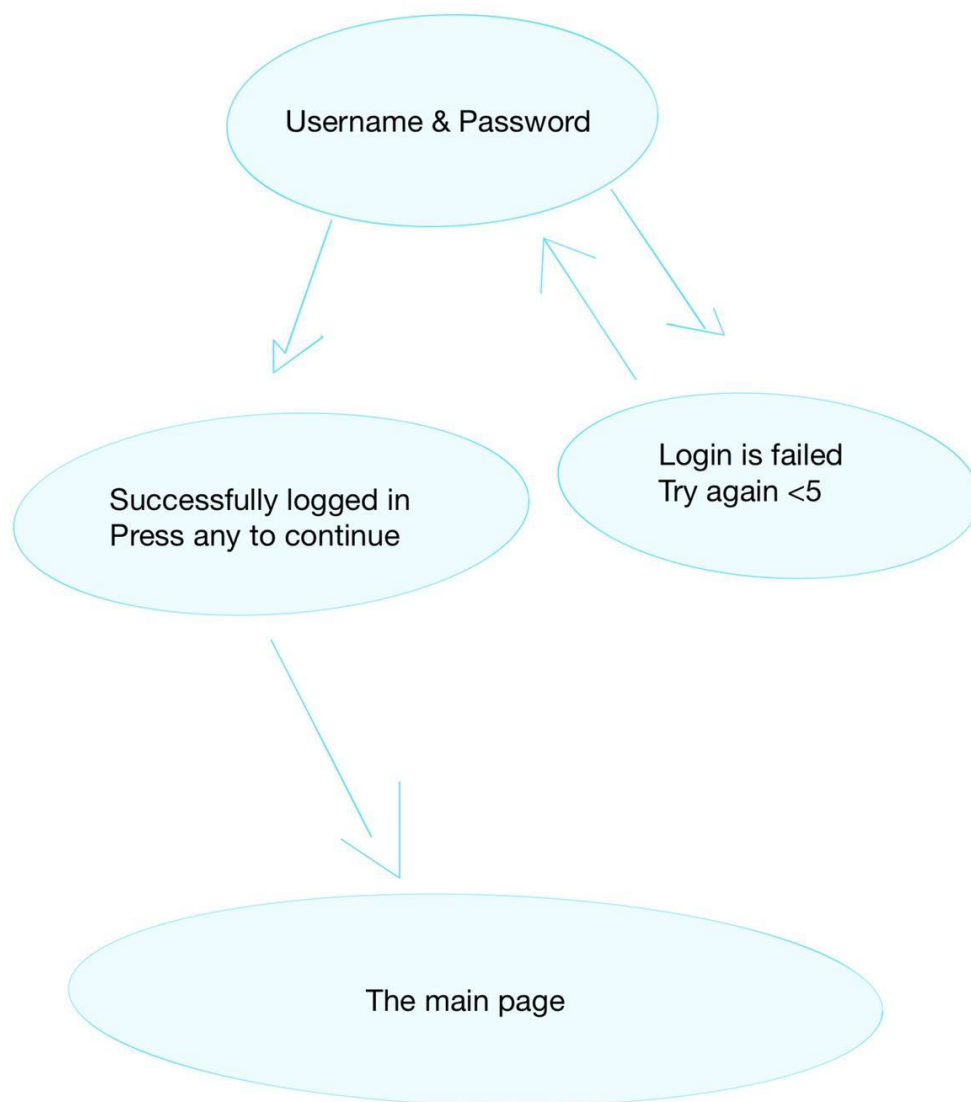 Username & Password
Successfully logged in
Press any to continue
Login is failed
Try again <5
The main page